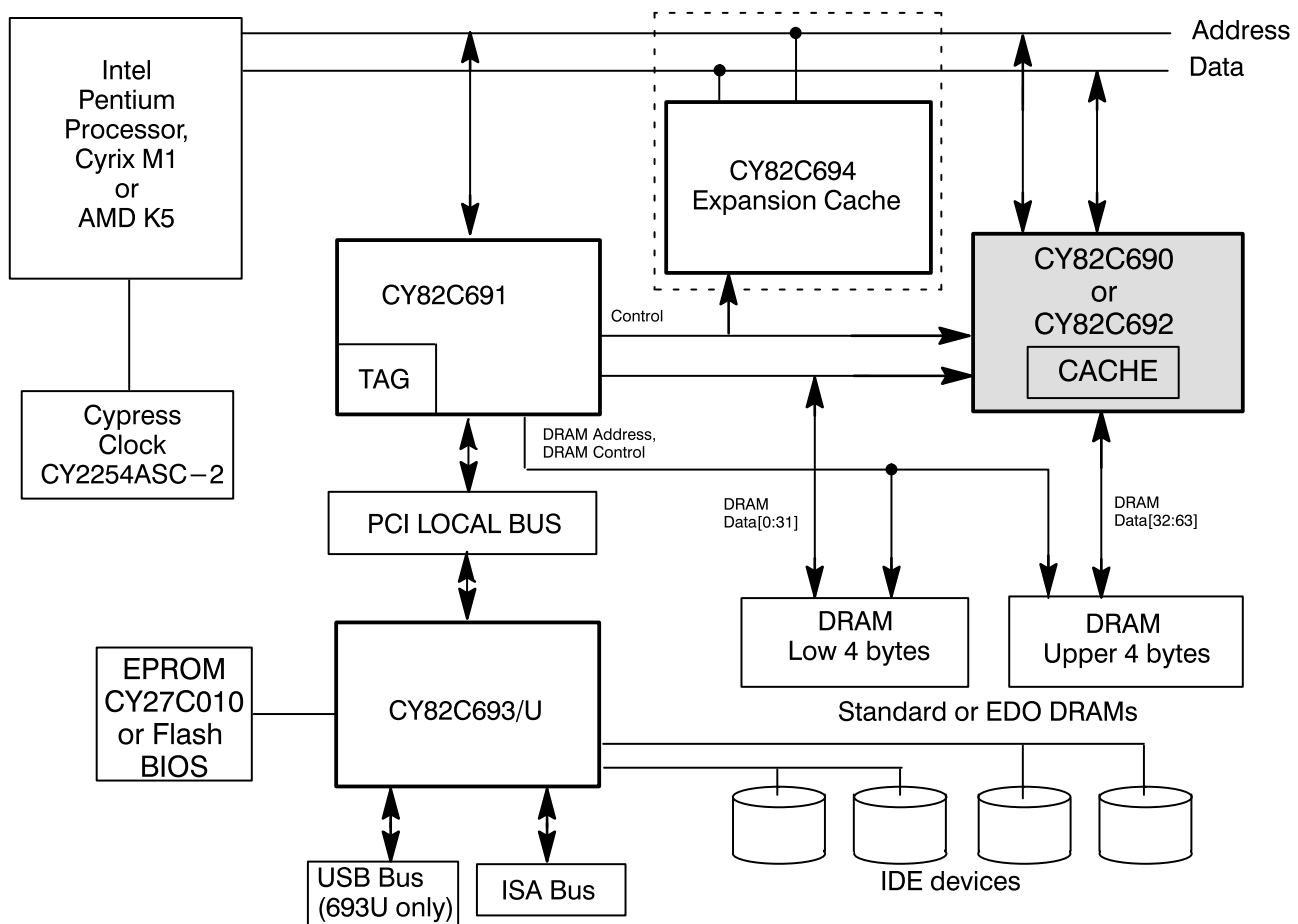 Address
Data
Intel
Pentium
Processor,
Cyrix M1
or
AMD K5
CY82C694
Expansion Cache
CY82C690
or
CY82C692
CACHE
CY82C691
TAG
Control
Cypress
Clock
CY2254ASC−2
DRAM Address,
DRAM Control
PCI LOCAL BUS
DRAM
Data[0:31]
DRAM
Data[32:63]
DRAM
Low 4 bytes
DRAM
Upper 4 bytes
Standard or EDO DRAMs
EPROM
CY27C010
or Flash
BIOS
CY82C693/U
USB Bus
(693U only)
ISA Bus
IDE devices